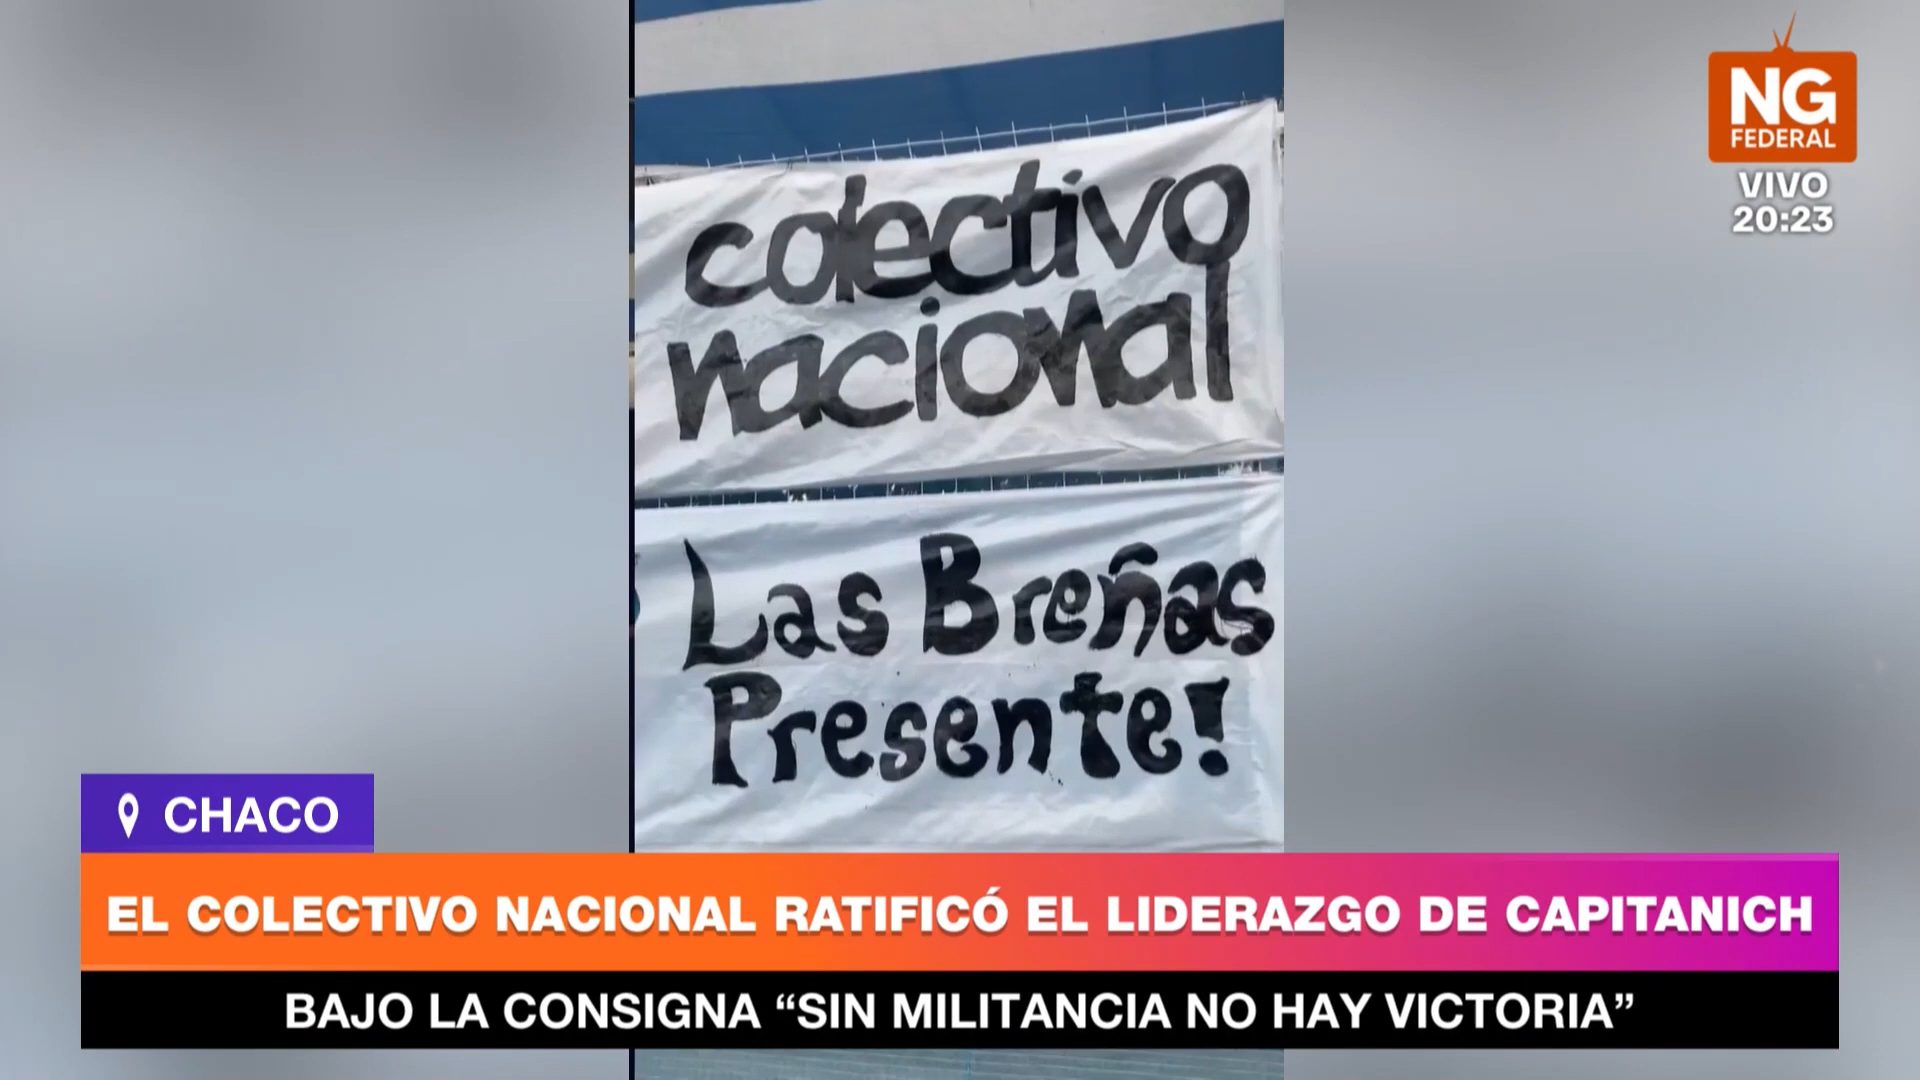 NG
FEDERAL
VIVO
20:23
colectivo
nacional
Las Breñas
Presente!
CHACO
EL COLECTIVO NACIONAL RATIFICÓ EL LIDERAZGO DE CAPITANICH
BAJO LA CONSIGNA “SIN MILITANCIA NO HAY VICTORIA”